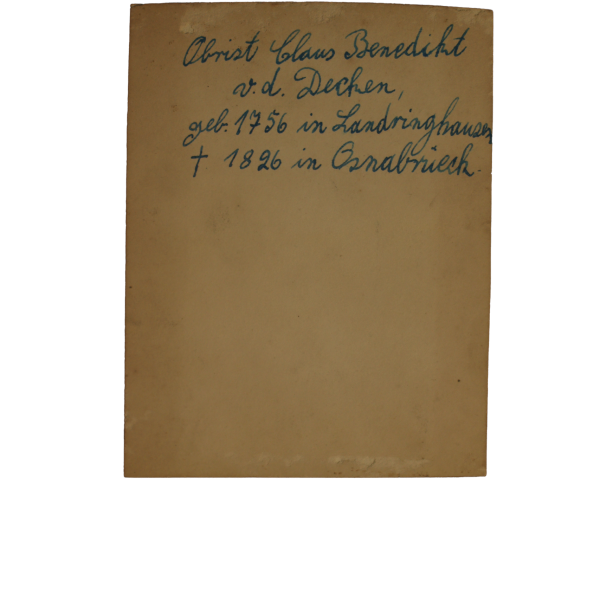 Obrist Claus Benedikt
v. d. Decken,
geb. 1756 in Landringhausen
† 1826 in Osnabrück.